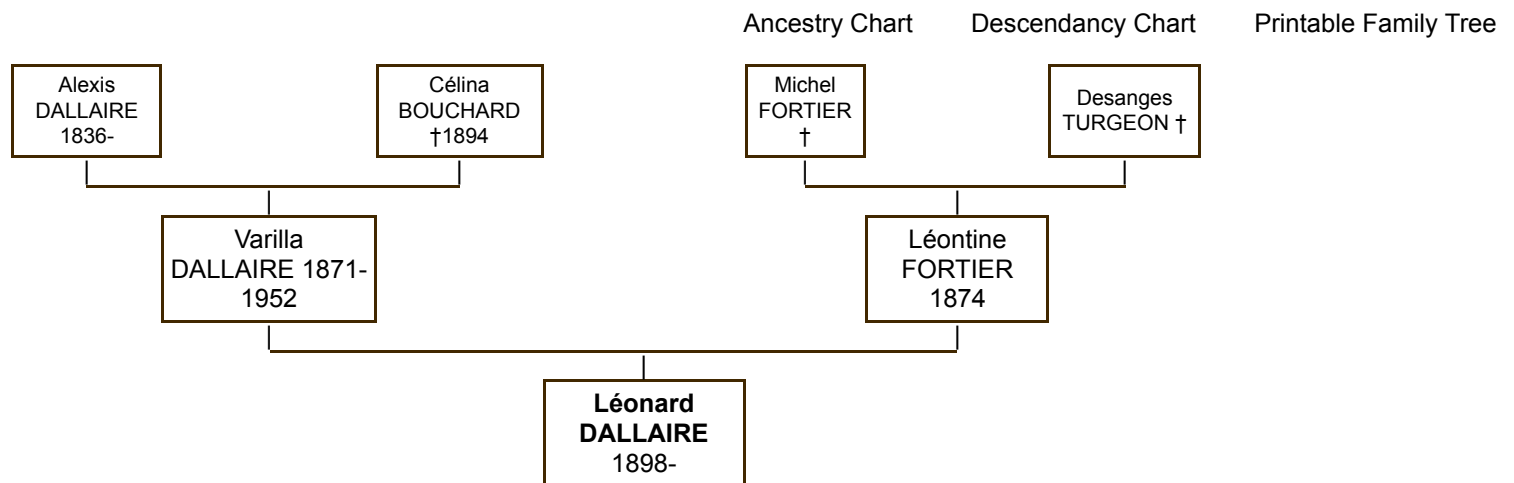 Ancestry Chart Descendancy Chart Printable Family Tree
Alexis
DALLAIRE
1836-
Célina
BOUCHARD
†1894
Michel
FORTIER
†
Desanges
TURGEON †
Varilla
DALLAIRE 1871-
1952
Léontine
FORTIER
1874
Léonard
DALLAIRE
1898-